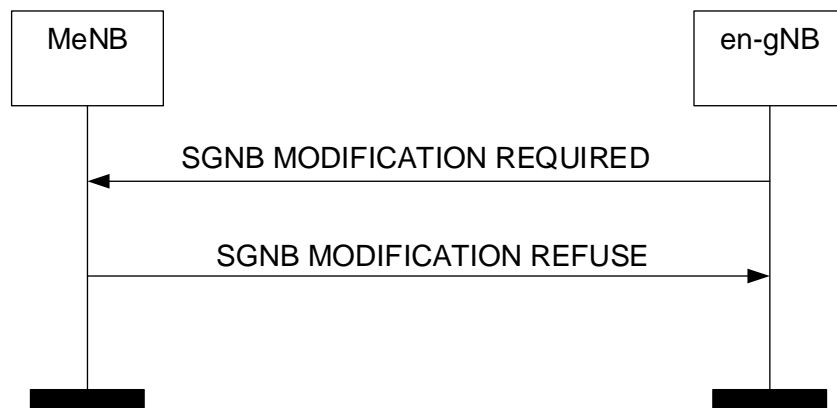 MeNB
en-gNB
SGNB MODIFICATION REQUIRED
SGNB MODIFICATION REFUSE